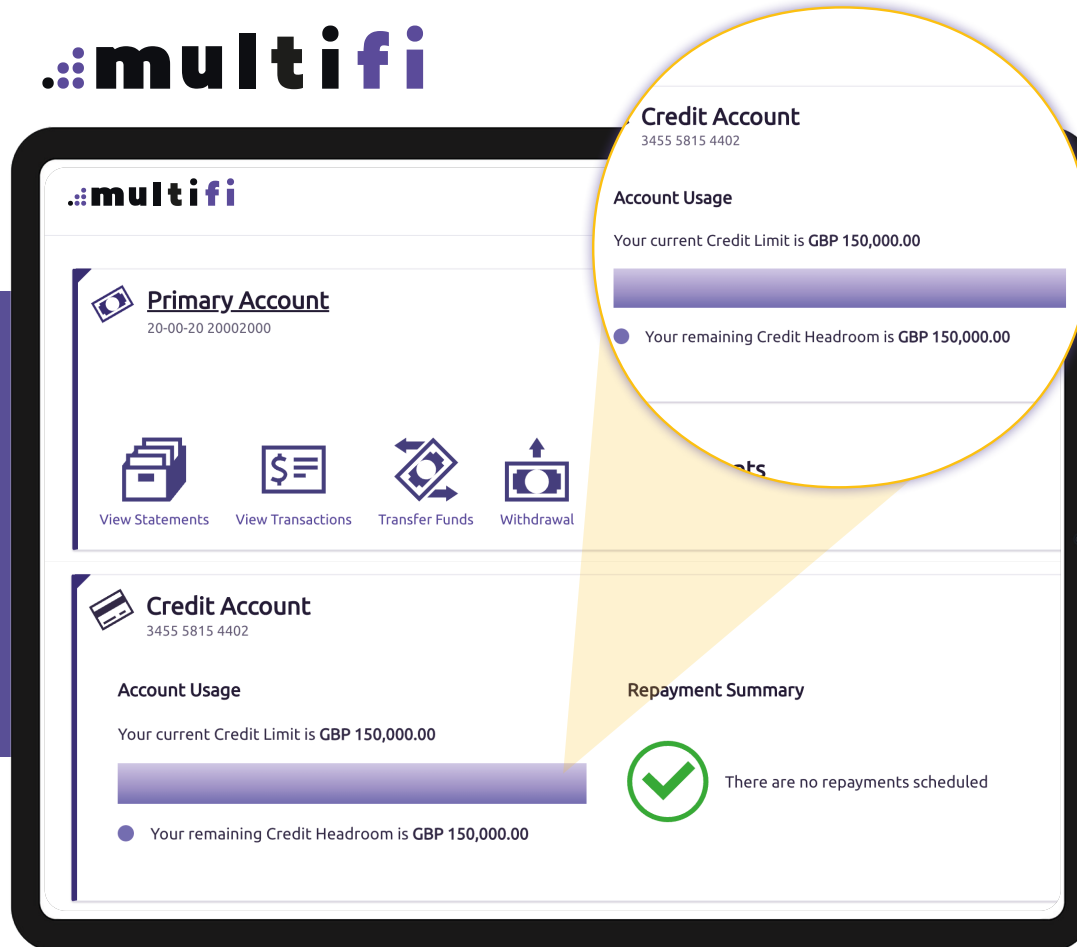 multifi
multifi
Primary Account
20-00-20 20002000
View Statements
View Transactions
Transfer Funds
Withdrawal
Credit Account
3455 5815 4402
Account Usage
Your current Credit Limit is GBP 150,000.00
Your remaining Credit Headroom is GBP 150,000.00
Credit Account
3455 5815 4402
Account Usage
Your current Credit Limit is GBP 150,000.00
Your remaining Credit Headroom is GBP 150,000.00
Repayment Summary
There are no repayments scheduled